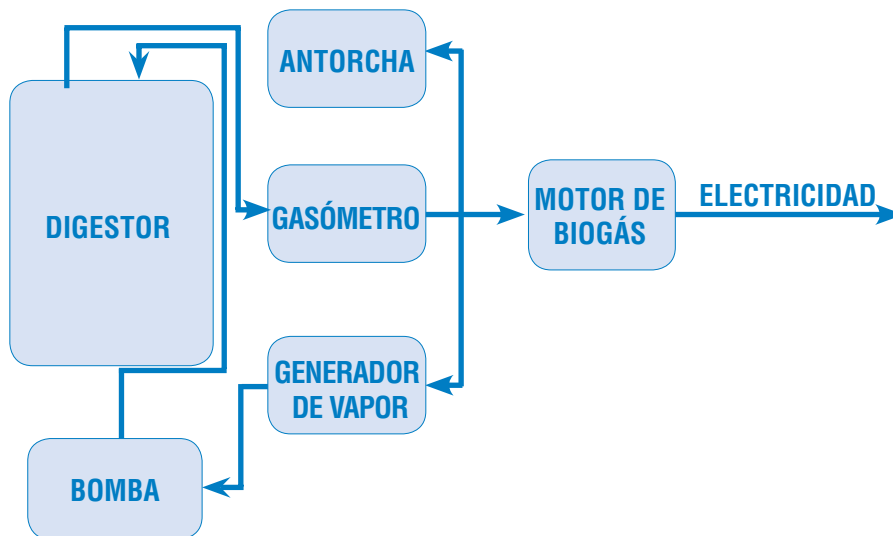 ANTORCHA
DIGESTOR
GASÓMETRO
MOTOR DE
BIOGÁS
ELECTRICIDAD
GENERADOR
DE VAPOR
BOMBA